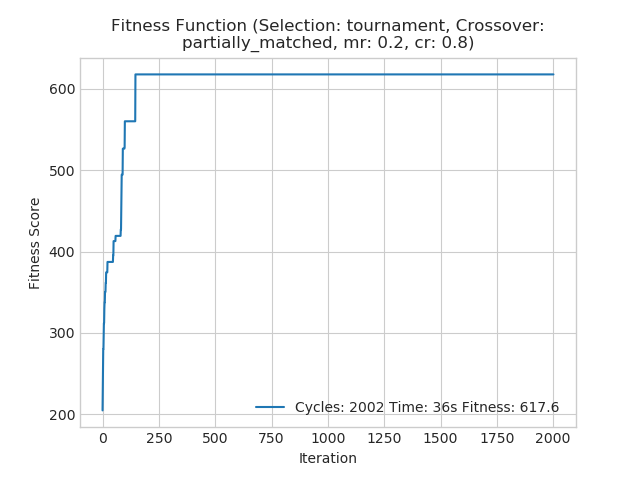 Fitness Function (Selection: tournament, Crossover:
partially_matched, mr: 0.2, cr: 0.8)
Fitness Score
600
500
400
300
200
Cycles: 2002 Time: 36s Fitness: 617.6
0 250 500 750 1000 1250 1500 1750 2000
Iteration